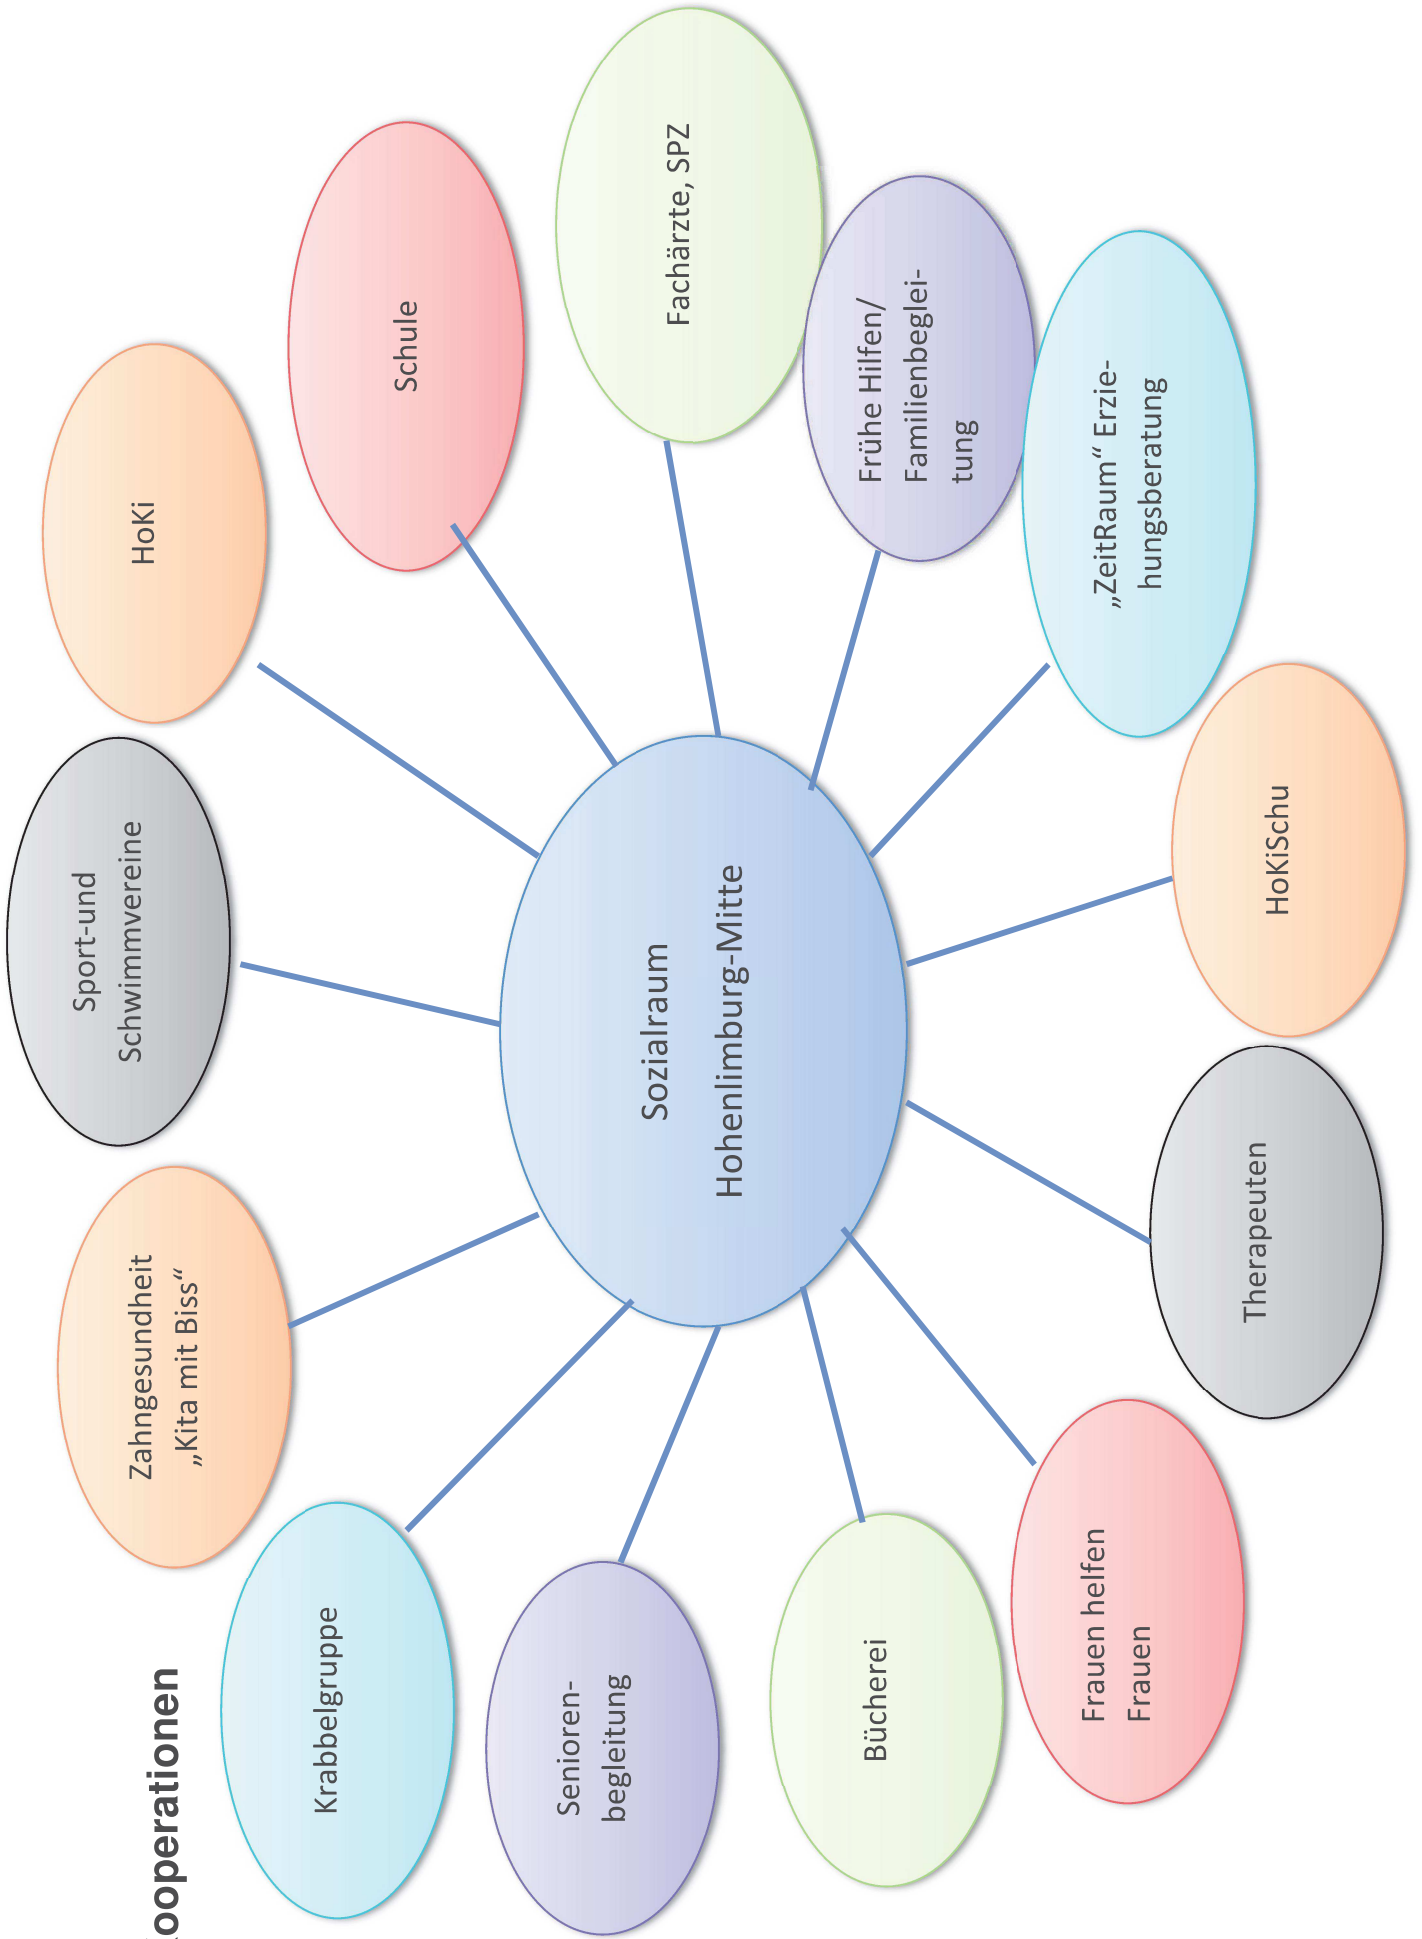 ooperationen
Zahngesundheit
„Kita mit Biss“
Sport-und
Schwimmvereine
HoKi
Krabbelgruppe
Schule
Senioren-
begleitung
Sozialraum
Hohenlimburg-Mitte
Fachärzte, SPZ
Bücherei
Frühe Hilfen/
Familienbeglei-
tung
Frauen helfen
Frauen
„ZeitRaum“ Erzie-
hungsberatung
Therapeuten
HoKiSchu